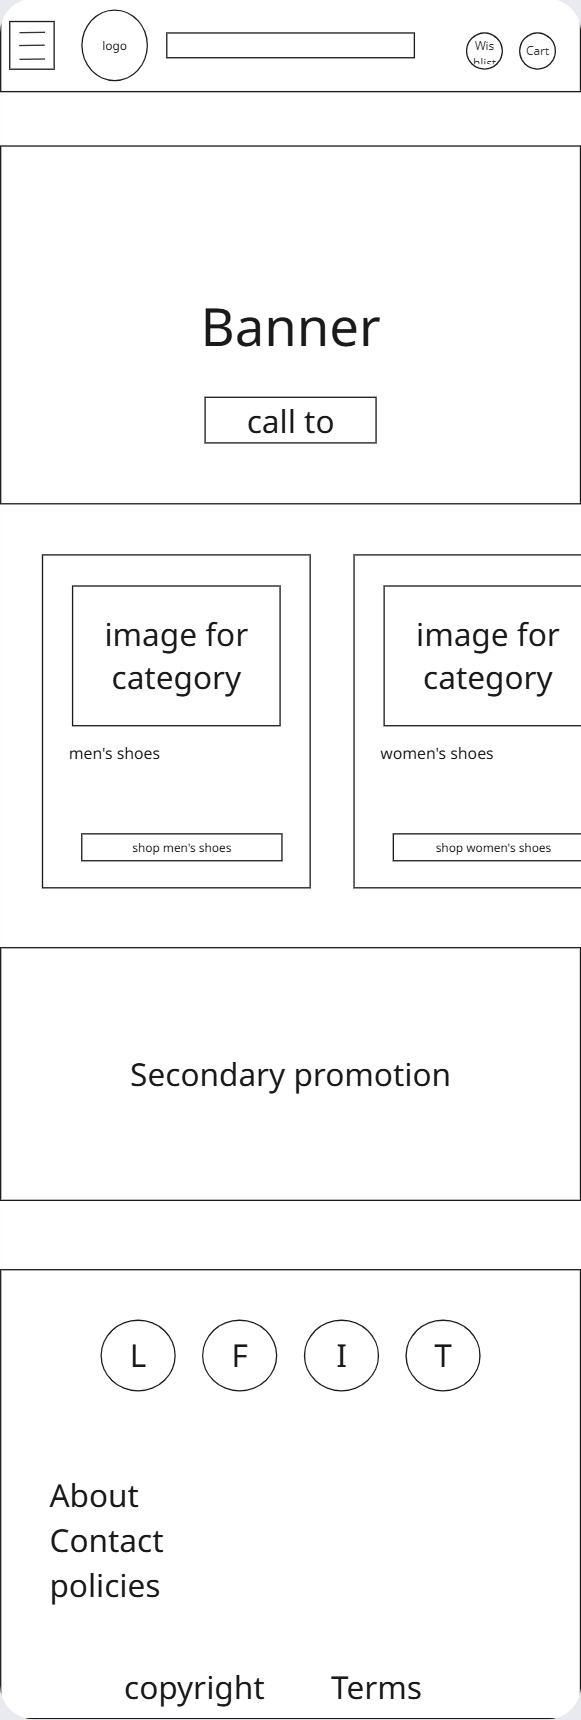 logo
Wis
Cart
Banner
call to
image for
category
image for
category
men's shoes
women's shoes
shop men's shoes
shop women's shoes
Secondary promotion
L F I T
About
Contact
policies
copyright Terms